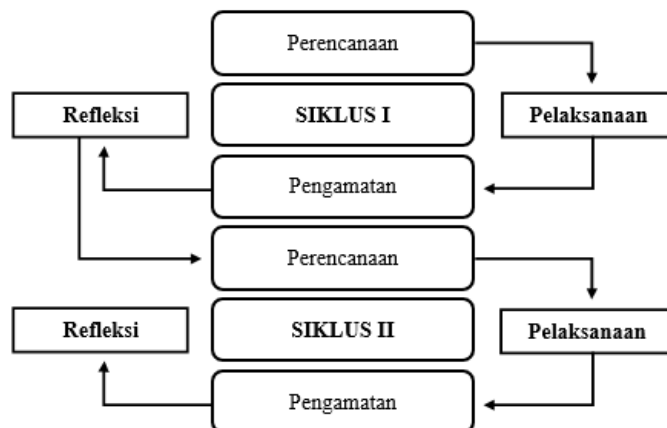 Perencanaan
Refleksi
SIKLUS I
Pelaksanaan
Pengamatan
Perencanaan
Refleksi
SIKLUS II
Pelaksanaan
Pengamatan